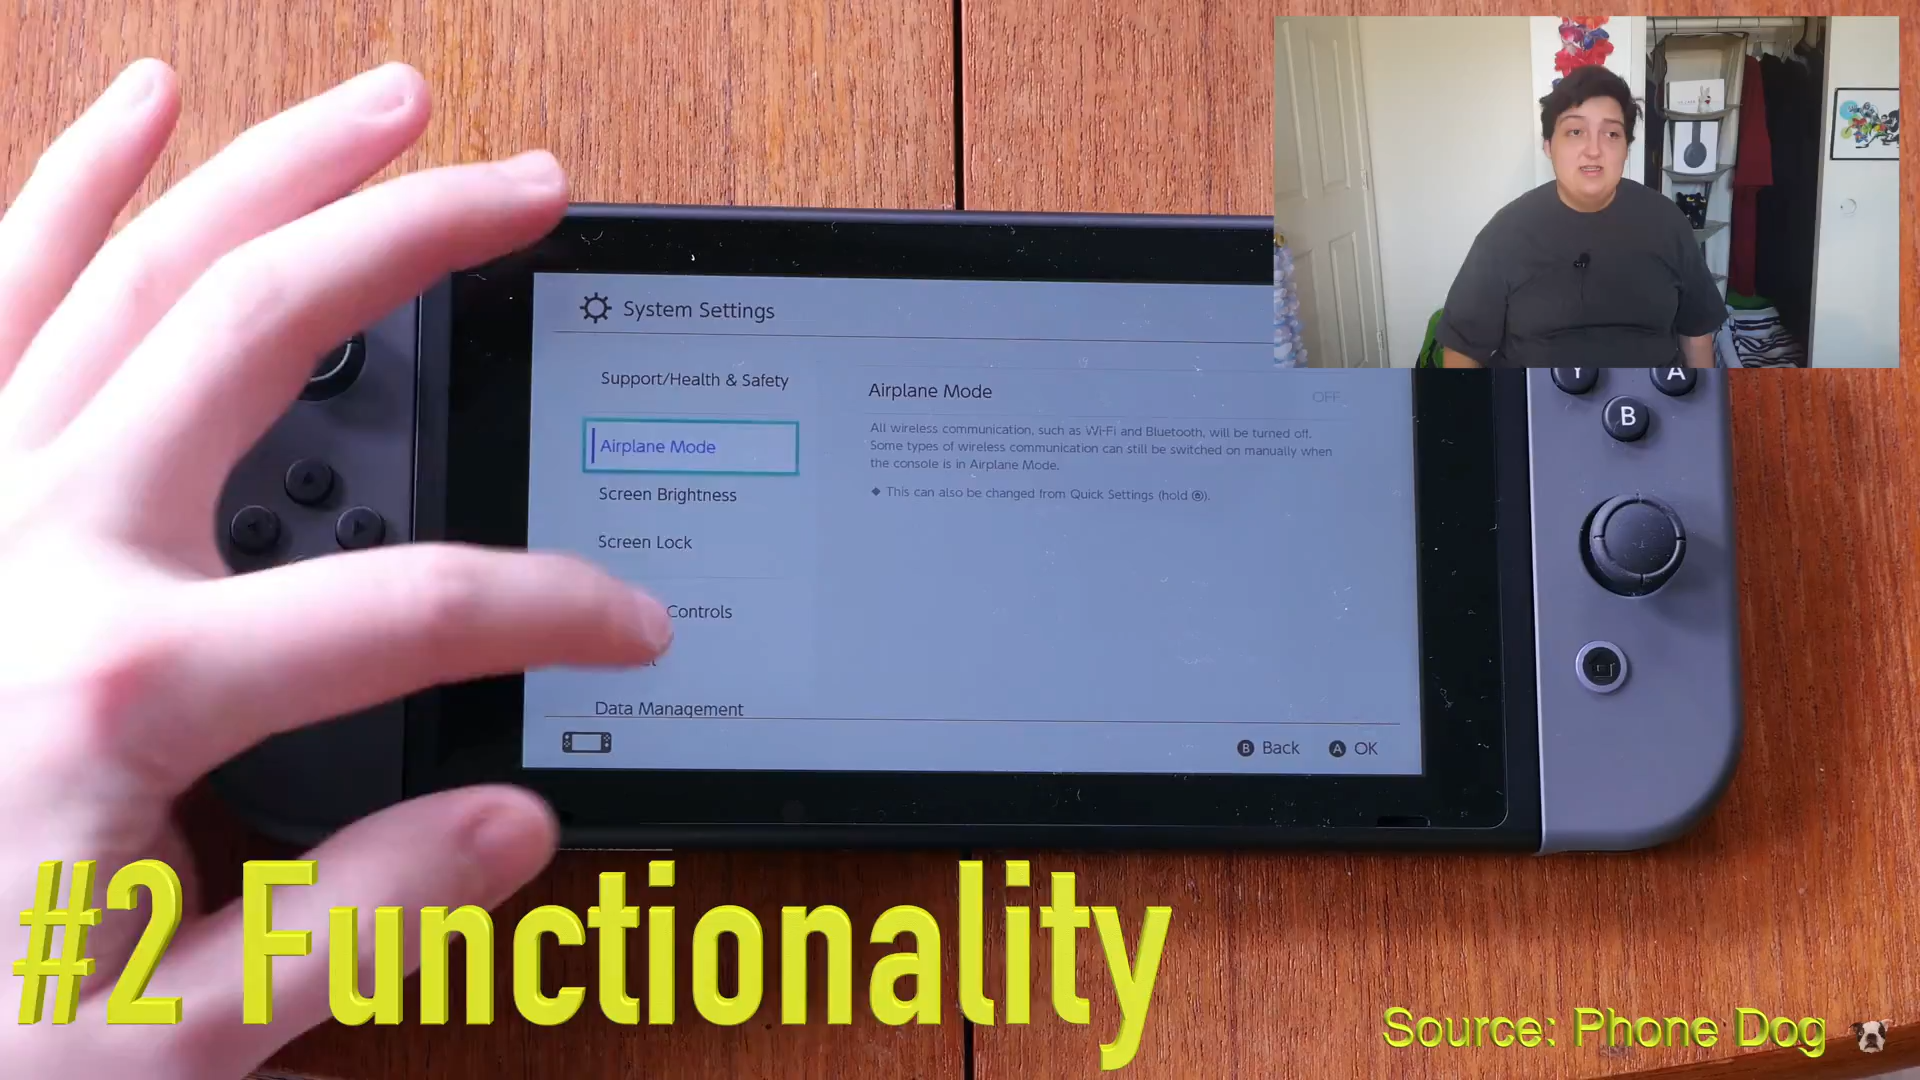 System Settings
Support/Health & Safety
Airplane Mode
Screen Brightness
Screen Lock
Controls
Data Management
Airplane Mode
OFF
All wireless communication, such as Wi-Fi and Bluetooth, will be turned off.
Some types of wireless communication can still be switched on manually when
the console is in Airplane Mode.
◆ This can also be changed from Quick Settings (hold ).
B Back A OK
Y
A
B
#2 Functionality
Source: Phone Dog